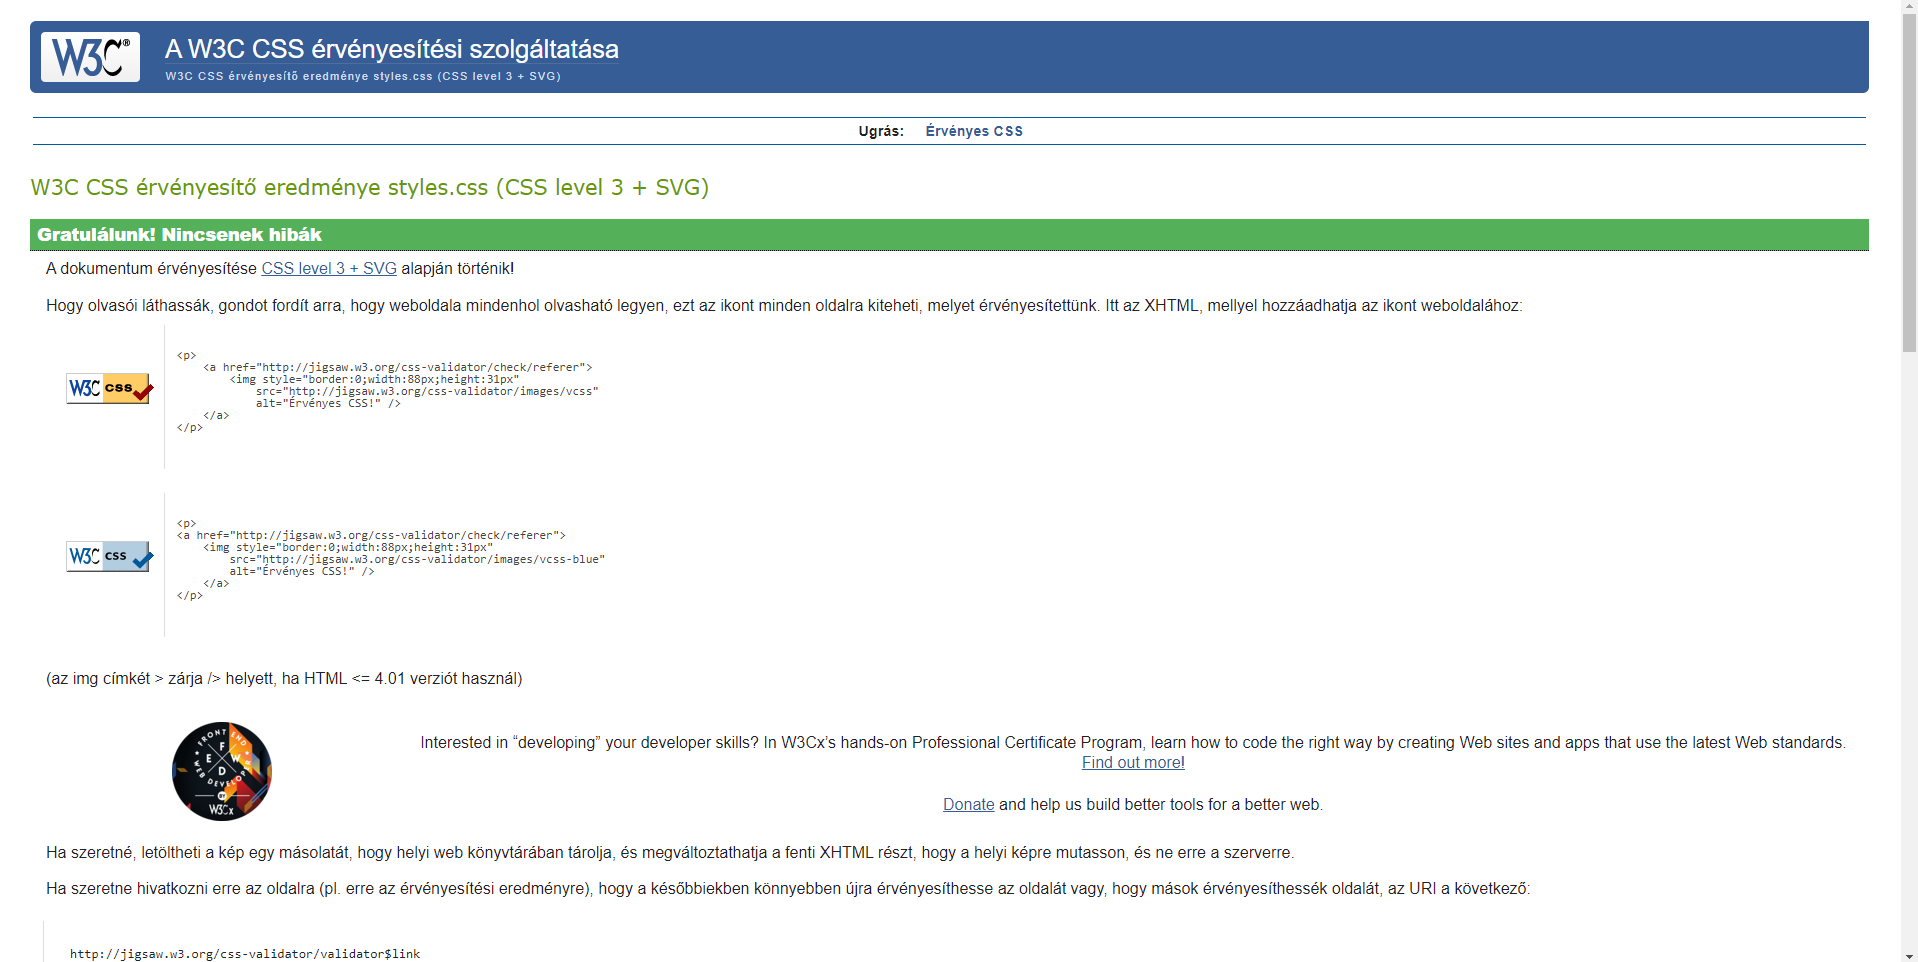 W3C®
A W3C CSS érvényesítési szolgáltatása
W3C CSS érvényesítő eredménye styles.css (CSS level 3 + SVG)
Ugrás: Érvényes CSS
W3C CSS érvényesítő eredménye styles.css (CSS level 3 + SVG)
Gratulálunk! Nincsenek hibák
A dokumentum érvényesítése CSS level 3 + SVG alapján történik!
Hogy olvasói láthassák, gondot fordít arra, hogy weboldala mindenhol olvasható legyen, ezt az ikont minden oldalra kiteheti, melyet érvényesítettünk. Itt az XHTML, mellyel hozzáadhatja az ikont weboldalához:
W3C css
<p>
<a href="http://jigsaw.w3.org/css-validator/check/referer">
<img style="border:0;width:88px;height:31px"
src="http://jigsaw.w3.org/css-validator/images/vcss"
alt="Érvényes CSS!" />
</a>
</p>
W3C css
<p>
<a href="http://jigsaw.w3.org/css-validator/check/referer">
<img style="border:0;width:88px;height:31px"
src="http://jigsaw.w3.org/css-validator/images/vcss-blue"
alt="Érvényes CSS!" />
</a>
</p>
(az img címkét > zárja /> helyett, ha HTML <= 4.01 verziót használ)
FRONT END
F E W D
WEB DEVELOPER
BY
W3Cx
Interested in “developing” your developer skills? In W3Cx’s hands-on Professional Certificate Program, learn how to code the right way by creating Web sites and apps that use the latest Web standards.
Find out more!
Donate and help us build better tools for a better web.
Ha szeretné, letöltheti a kép egy másolatát, hogy helyi web könyvtárában tárolja, és megváltoztathatja a fenti XHTML részt, hogy a helyi képre mutasson, és ne erre a szerverre.
Ha szeretne hivatkozni erre az oldalra (pl. erre az érvényesítési eredményre), hogy a későbbiekben könnyebben újra érvényesíthesse az oldalát vagy, hogy mások érvényesíthessék oldalát, az URI a következő:
http://jigsaw.w3.org/css-validator/validator$link